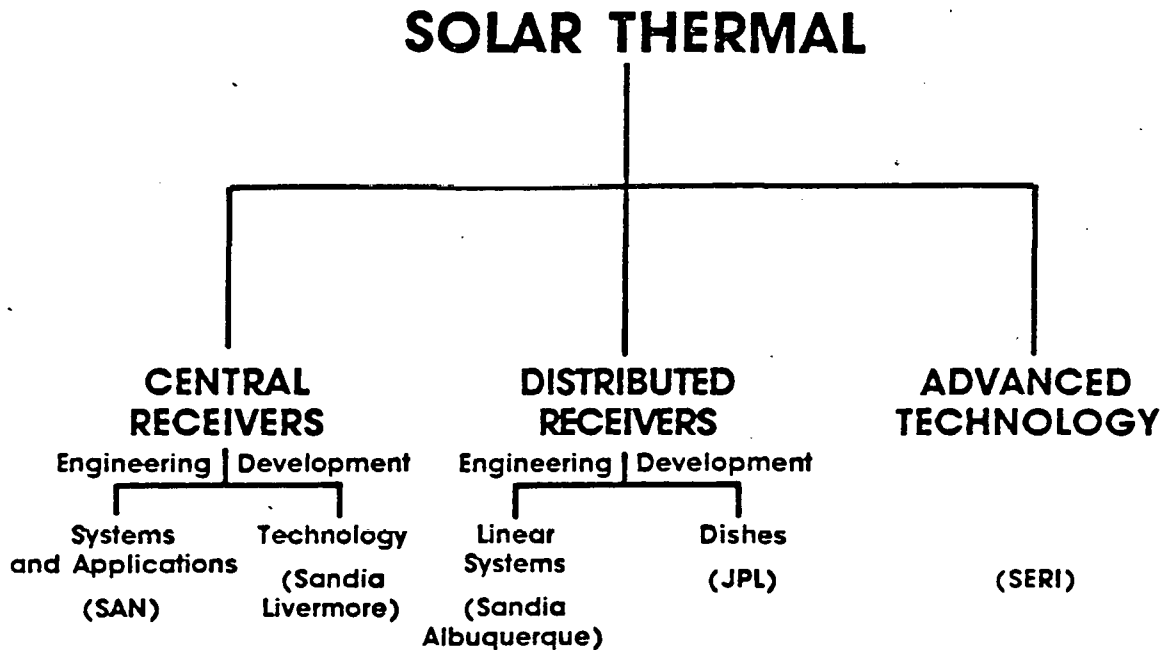 SOLAR THERMAL
CENTRAL
RECEIVERS
Engineering Development
Systems
and Applications
(SAN)
Technology
(Sandia
Livermore)
DISTRIBUTED
RECEIVERS
Engineering Development
Linear
Systems
(Sandia
Albuquerque)
Dishes
(JPL)
ADVANCED
TECHNOLOGY
(SERI)